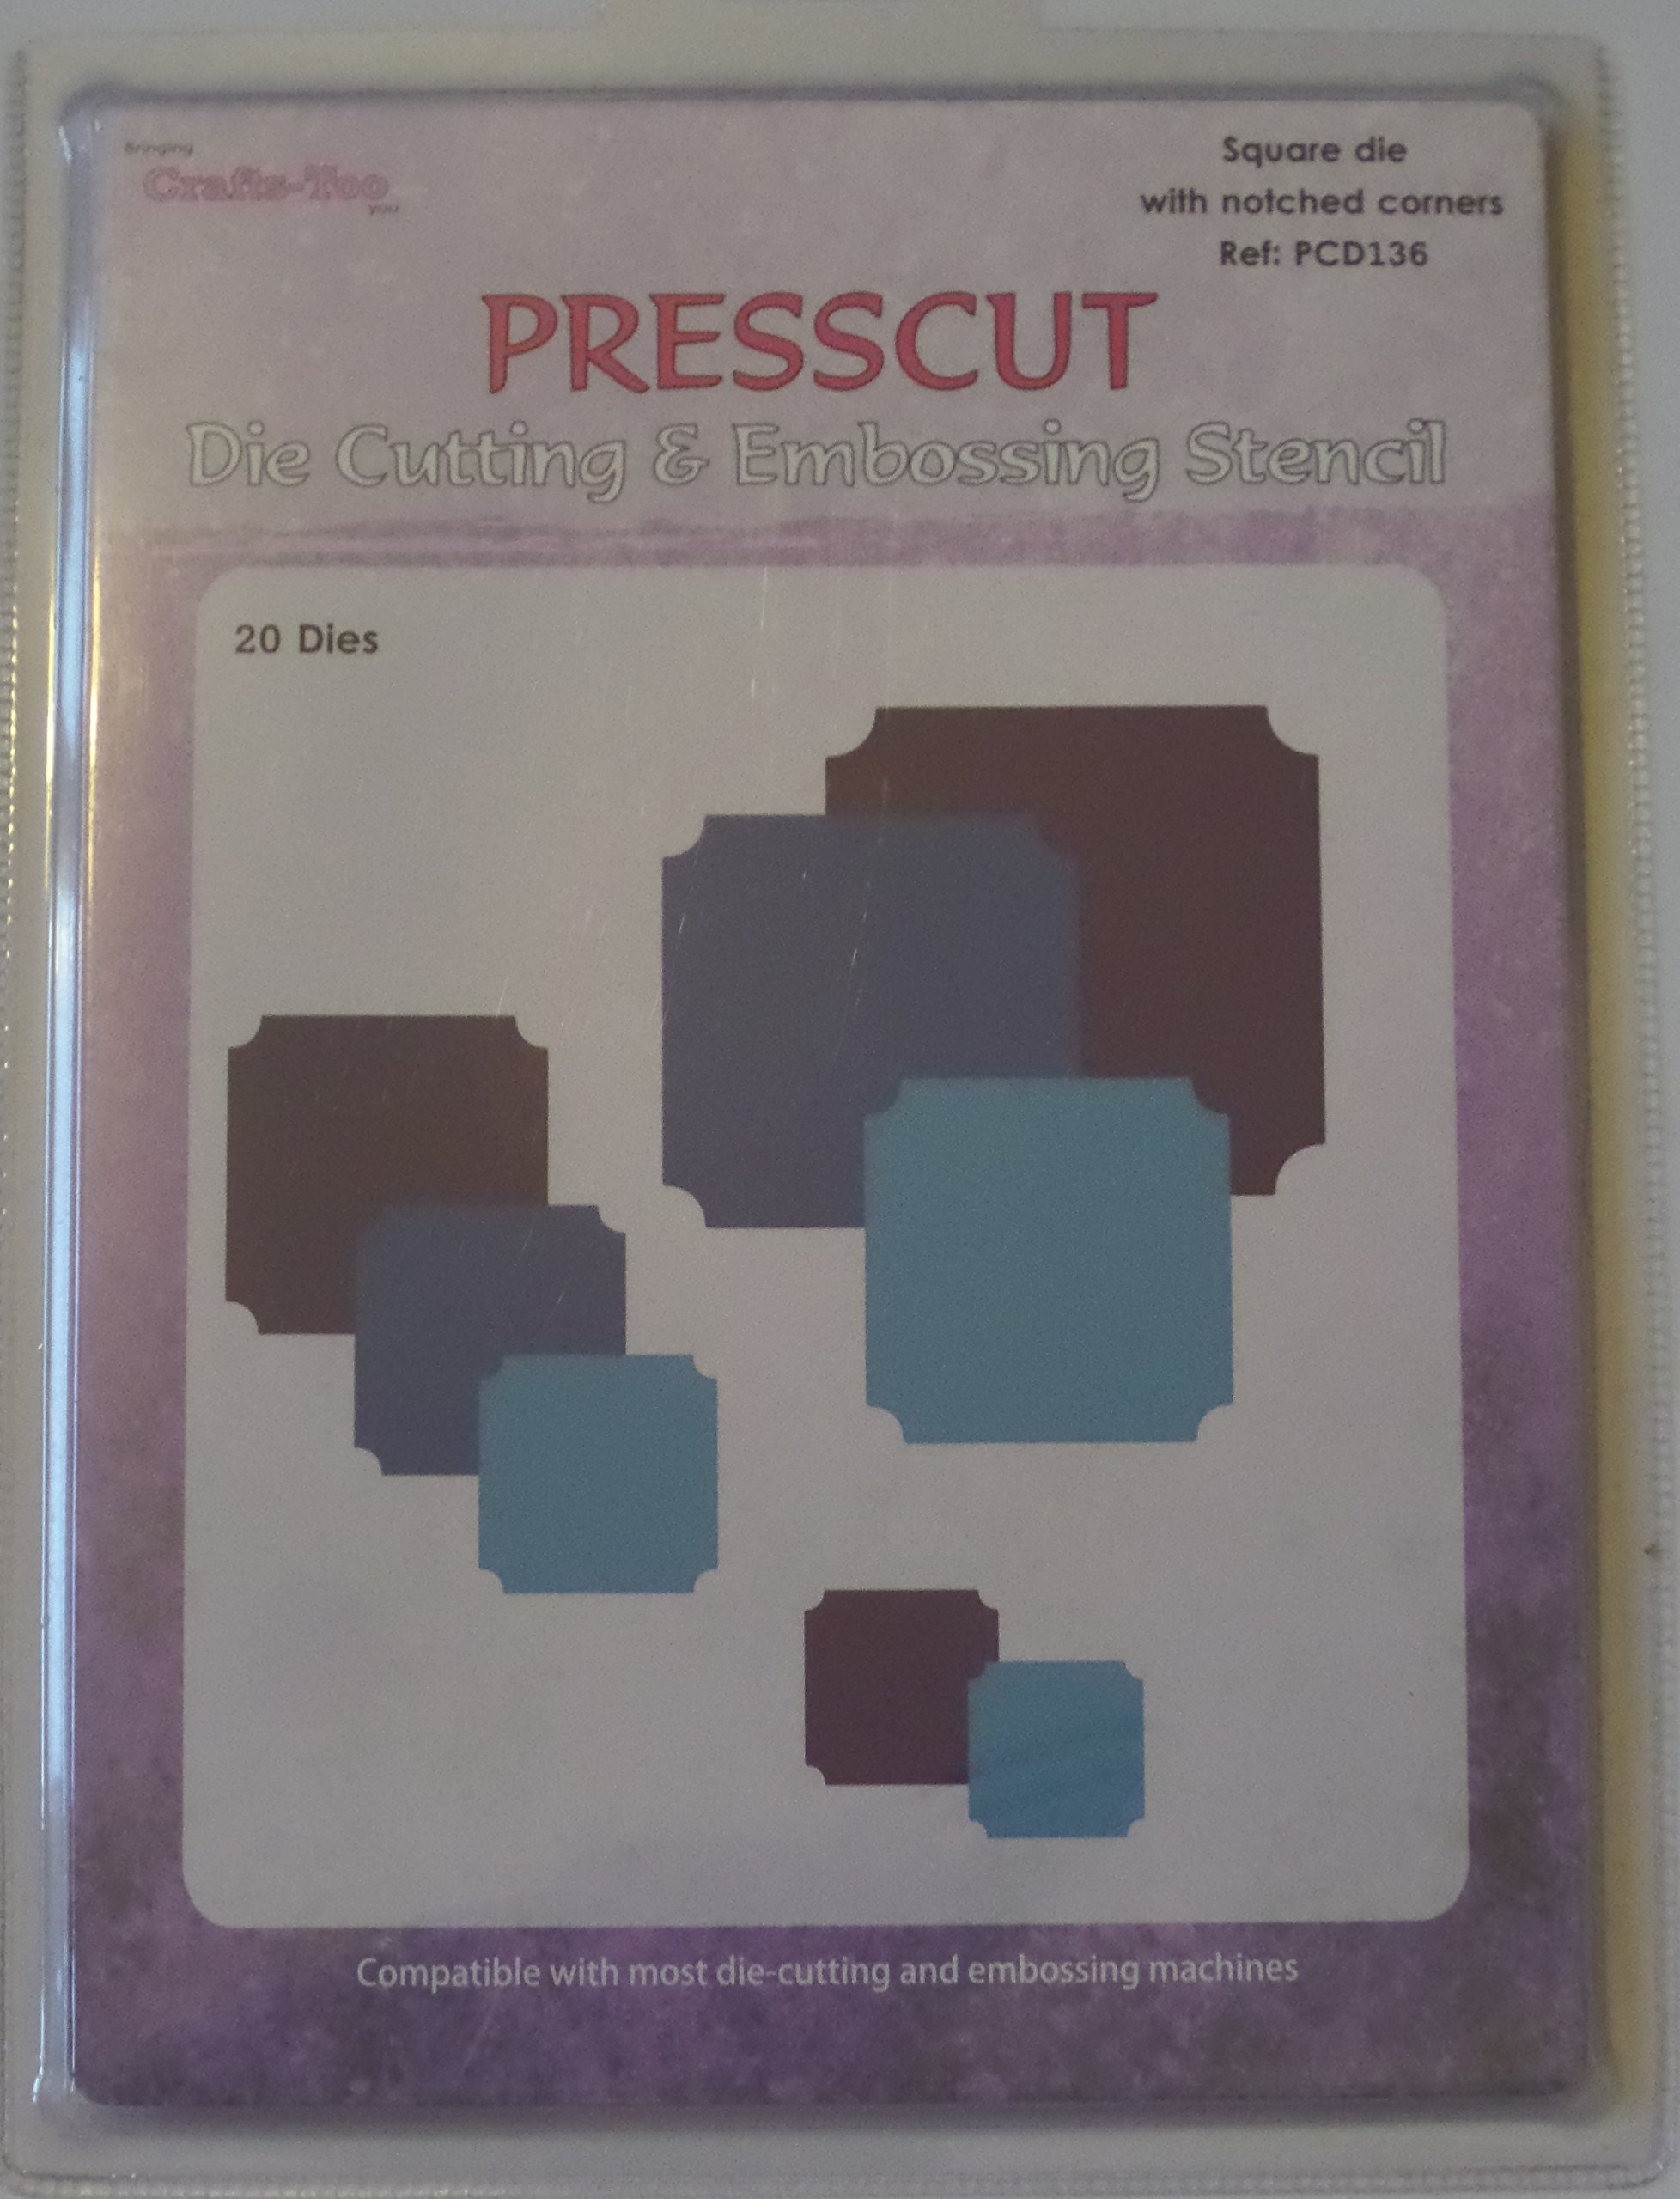 Bringing
Crafts-Too
you
Square die
with notched corners
Ref: PCD136
PRESSCUT
Die Cutting & Embossing Stencil
20 Dies
Compatible with most die-cutting and embossing machines